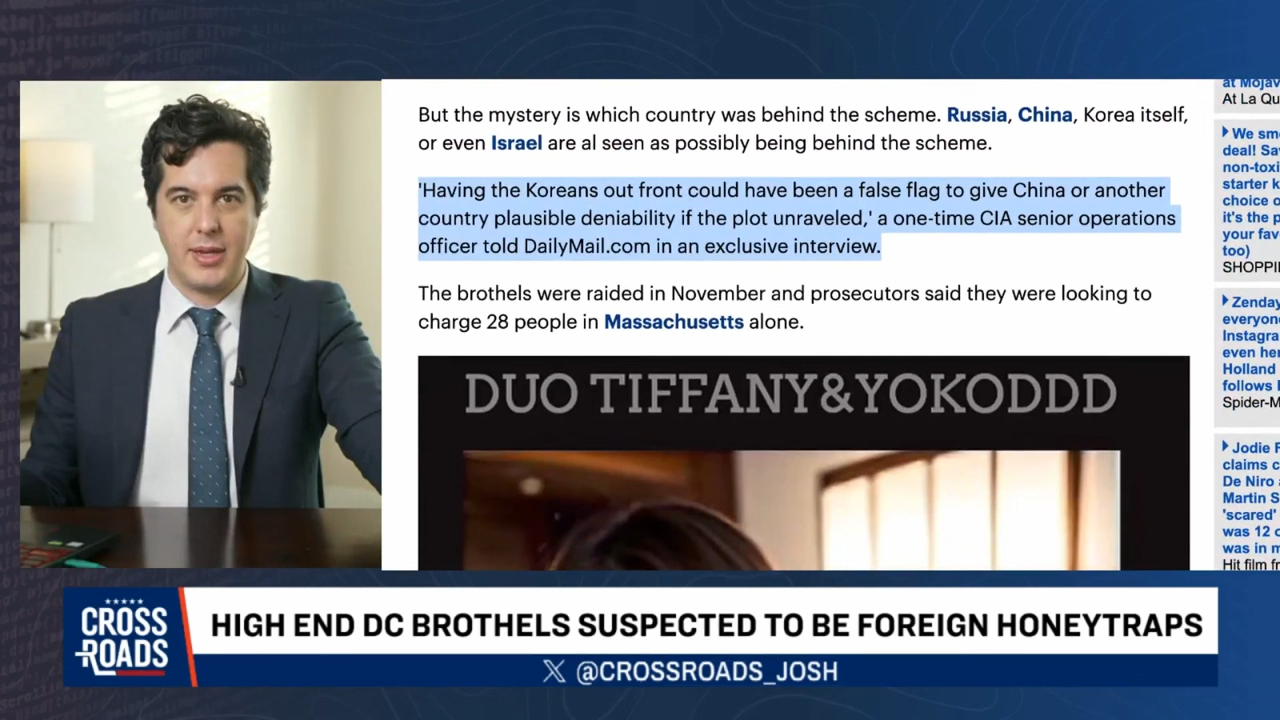 But the mystery is which country was behind the scheme. Russia, China, Korea itself,
or even Israel are al seen as possibly being behind the scheme.
'Having the Koreans out front could have been a false flag to give China or another
country plausible deniability if the plot unraveled,' a one-time CIA senior operations
officer told DailyMail.com in an exclusive interview.
The brothels were raided in November and prosecutors said they were looking to
charge 28 people in Massachusetts alone.
DUO TIFFANY&YOKODDD
at Mojav
At La Qu
We smo
deal! Sa
non-toxi
starter k
choice o
it's the p
your fav
too)
SHOPPI
Zenday
everyon
Instagra
even her
Holland
follows
Spider-M
Jodie F
claims c
De Niro
Martin S
'scared'
was 12
was in m
Hit film fr
CROSS
ROADS
HIGH END DC BROTHELS SUSPECTED TO BE FOREIGN HONEYTRAPS
X @CROSSROADS_JOSH